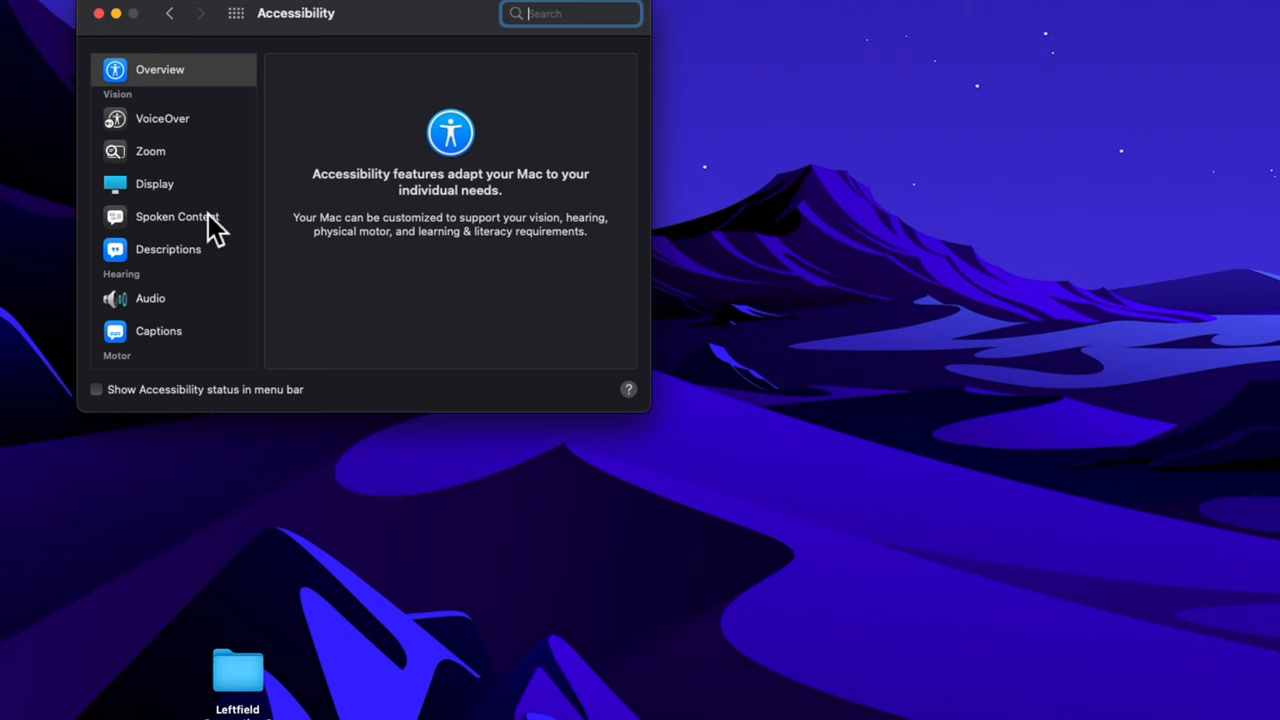 Accessibility
Search
Overview
Vision
VoiceOver
Zoom
Display
Spoken Content
Descriptions
Hearing
Audio
Captions
Motor
Accessibility features adapt your Mac to your
individual needs.
Your Mac can be customized to support your vision, hearing,
physical motor, and learning & literacy requirements.
Show Accessibility status in menu bar
?
Leftfield